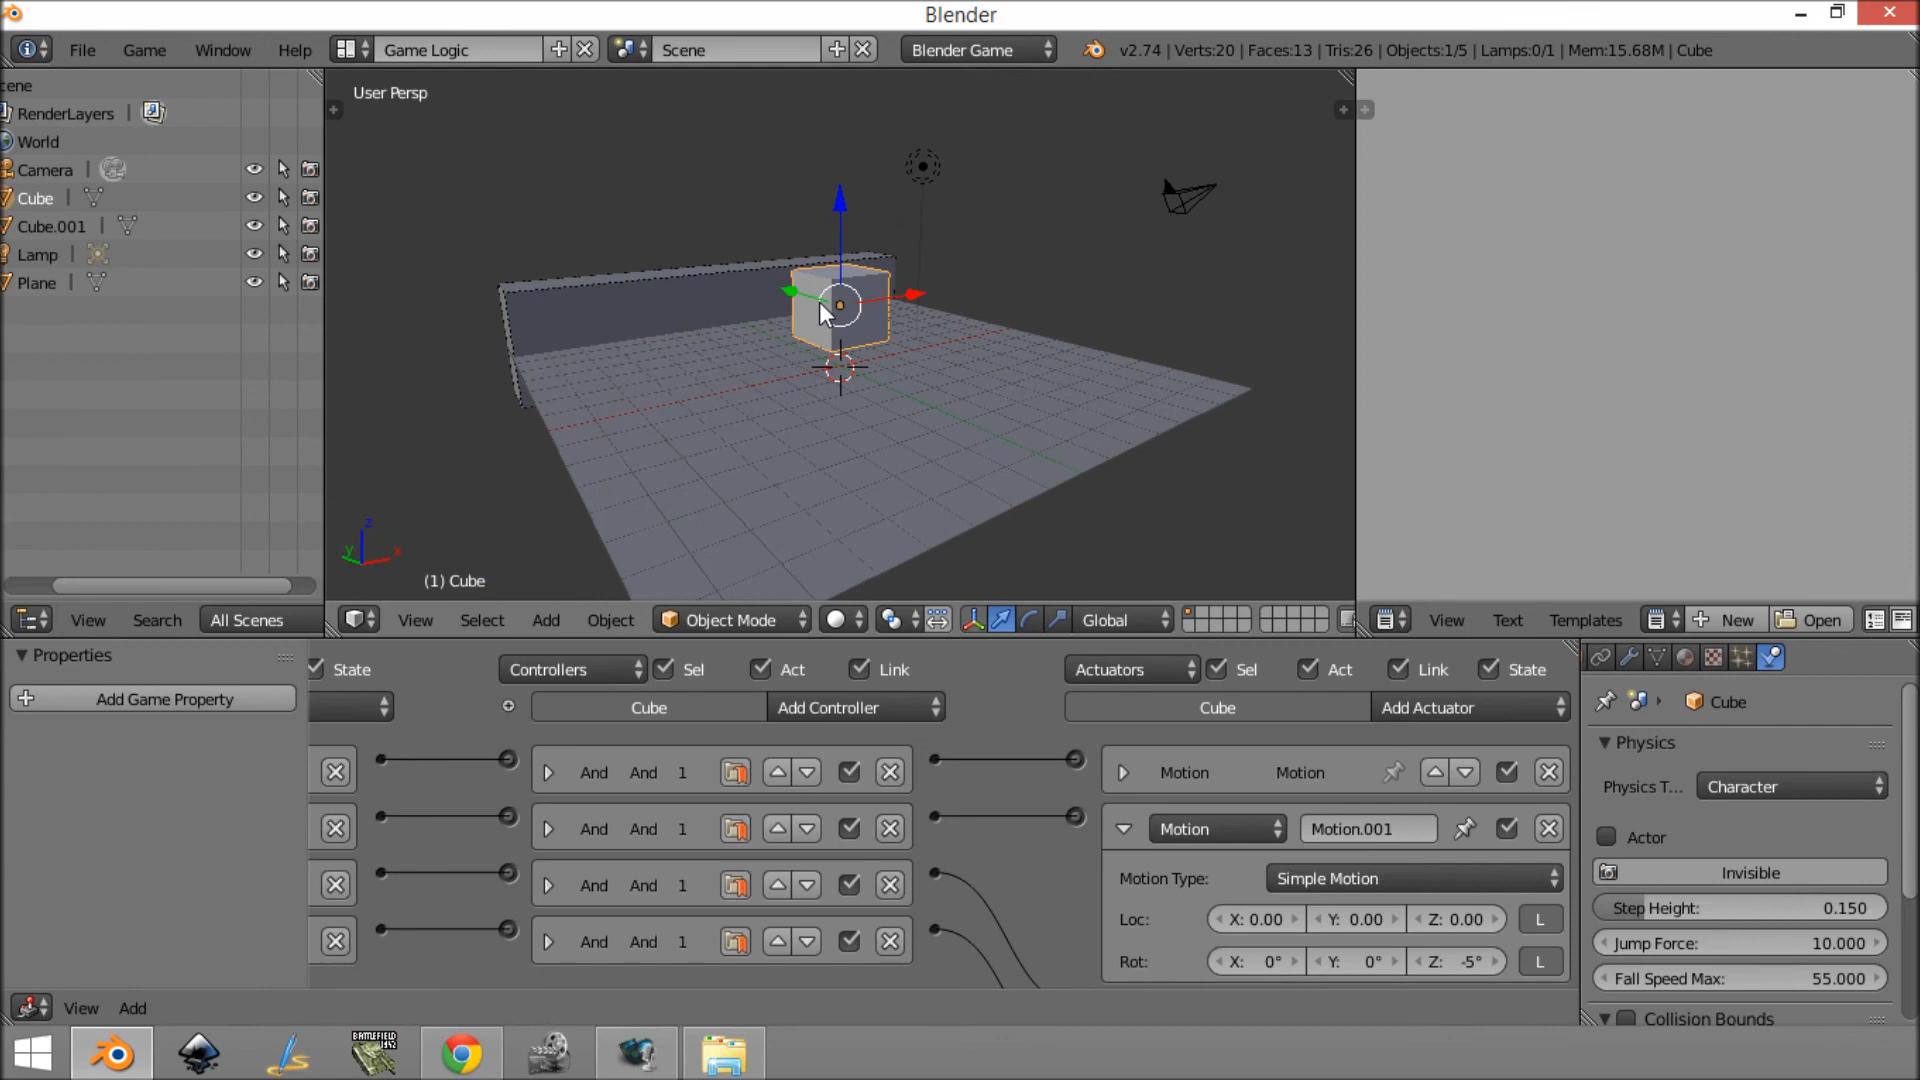 Blender
File Game Window Help Game Logic Scene Blender Game v2.74 | Verts:20 | Faces:13 | Tris:26 | Objects:1/5 | Lamps:0/1 | Mem:15.68M | Cube
cene
RenderLayers
World
Camera
Cube
Cube.001
Lamp
Plane
User Persp
z
y x
(1) Cube
View Search All Scenes
View Select Add Object Object Mode Global
View Text Templates New Open
Properties
Add Game Property
State Controllers Sel Act Link Actuators Sel Act Link State
Cube Add Controller Cube Add Actuator
And And 1 Motion Motion
And And 1 Motion Motion.001
And And 1 Motion Type: Simple Motion
Loc: X: 0.00 Y: 0.00 Z: 0.00 L
And And 1
Rot: X: 0° Y: 0° Z: -5° L
Cube
Physics
Physics T... Character
Actor
Invisible
Step Height: 0.150
Jump Force: 10.000
Fall Speed Max: 55.000
Collision Bounds
View Add
BATTLEFIELD
1942